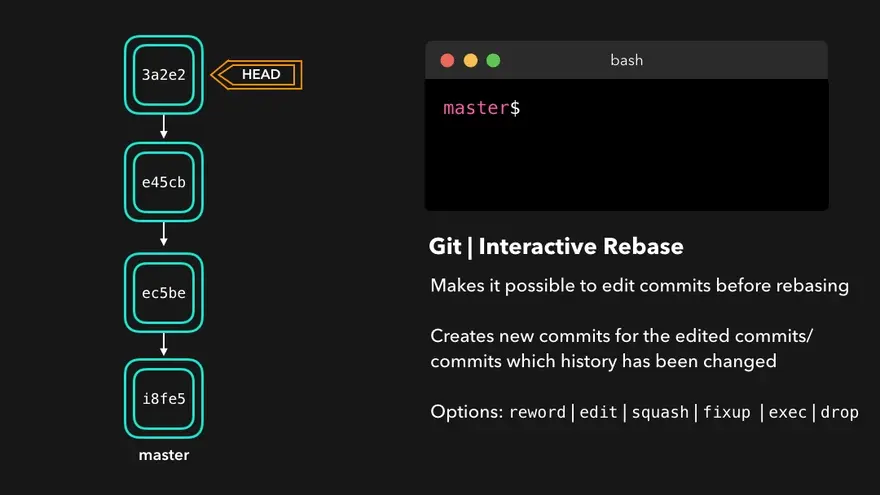 3a2e2
HEAD
e45cb
ec5be
i8fe5
master
bash
master$
Git | Interactive Rebase
Makes it possible to edit commits before rebasing
Creates new commits for the edited commits/
commits which history has been changed
Options: reword | edit | squash | fixup | exec | drop